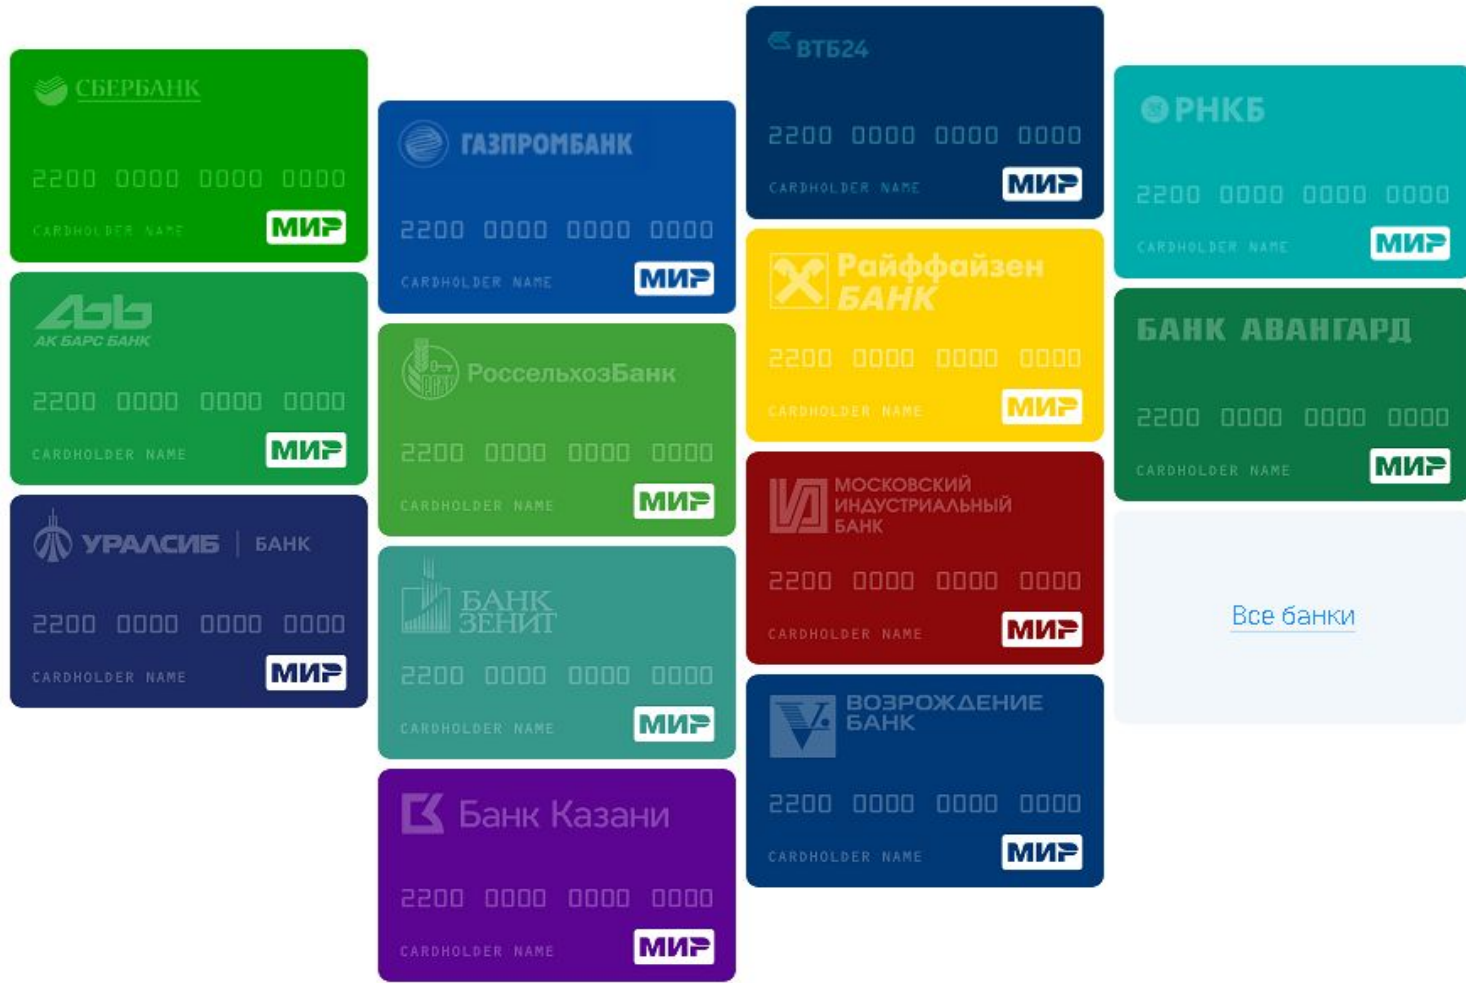 СБЕРБАНК
2200 0000 0000 0000
CARDHOLDER NAME
МИР
АК БАРС БАНК
2200 0000 0000 0000
CARDHOLDER NAME
МИР
УРАЛСИБ | БАНК
2200 0000 0000 0000
CARDHOLDER NAME
МИР
ГАЗПРОМБАНК
2200 0000 0000 0000
CARDHOLDER NAME
МИР
РоссельхозБанк
2200 0000 0000 0000
CARDHOLDER NAME
МИР
БАНК
ЗЕНИТ
2200 0000 0000 0000
CARDHOLDER NAME
МИР
Банк Казани
2200 0000 0000 0000
CARDHOLDER NAME
МИР
ВТБ24
2200 0000 0000 0000
CARDHOLDER NAME
МИР
Райффайзен
БАНК
2200 0000 0000 0000
CARDHOLDER NAME
МИР
МОСКОВСКИЙ
ИНДУСТРИАЛЬНЫЙ
БАНК
2200 0000 0000 0000
CARDHOLDER NAME
МИР
ВОЗРОЖДЕНИЕ
БАНК
2200 0000 0000 0000
CARDHOLDER NAME
МИР
РНКБ
2200 0000 0000 0000
CARDHOLDER NAME
МИР
БАНК АВАНГАРД
2200 0000 0000 0000
CARDHOLDER NAME
МИР
Все банки